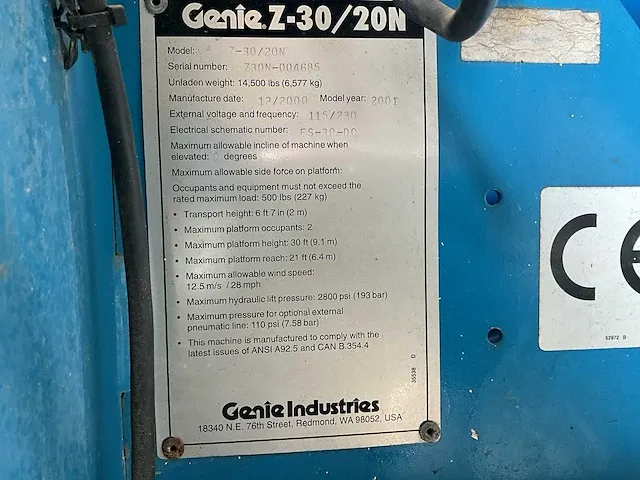 Genie Z-30/20N
Model: Z-30/20N
Serial number: Z30N-004685
Unladen weight: 14,500 lbs (6,577 kg)
Manufacture date: 12/2000 Model year: 2001
External voltage and frequency: 115/230
Electrical schematic number: ES-30-DC
Maximum allowable incline of machine when
elevated: 0 degrees
Maximum allowable side force on platform:
Occupants and equipment must not exceed the
rated maximum load: 500 lbs (227 kg)
• Transport height: 6 ft 7 in (2 m)
• Maximum platform occupants: 2
• Maximum platform height: 30 ft (9.1 m)
• Maximum platform reach: 21 ft (6.4 m)
• Maximum allowable wind speed:
12.5 m/s / 28 mph
• Maximum hydraulic lift pressure: 2800 psi (193 bar)
• Maximum pressure for optional external
pneumatic line: 110 psi (7.58 bar)
• This machine is manufactured to comply with the
latest issues of ANSI A92.5 and CAN B.354.4
35538 D
Genie Industries
18340 N.E. 76th Street, Redmond, WA 98052, USA
CE
52972 B